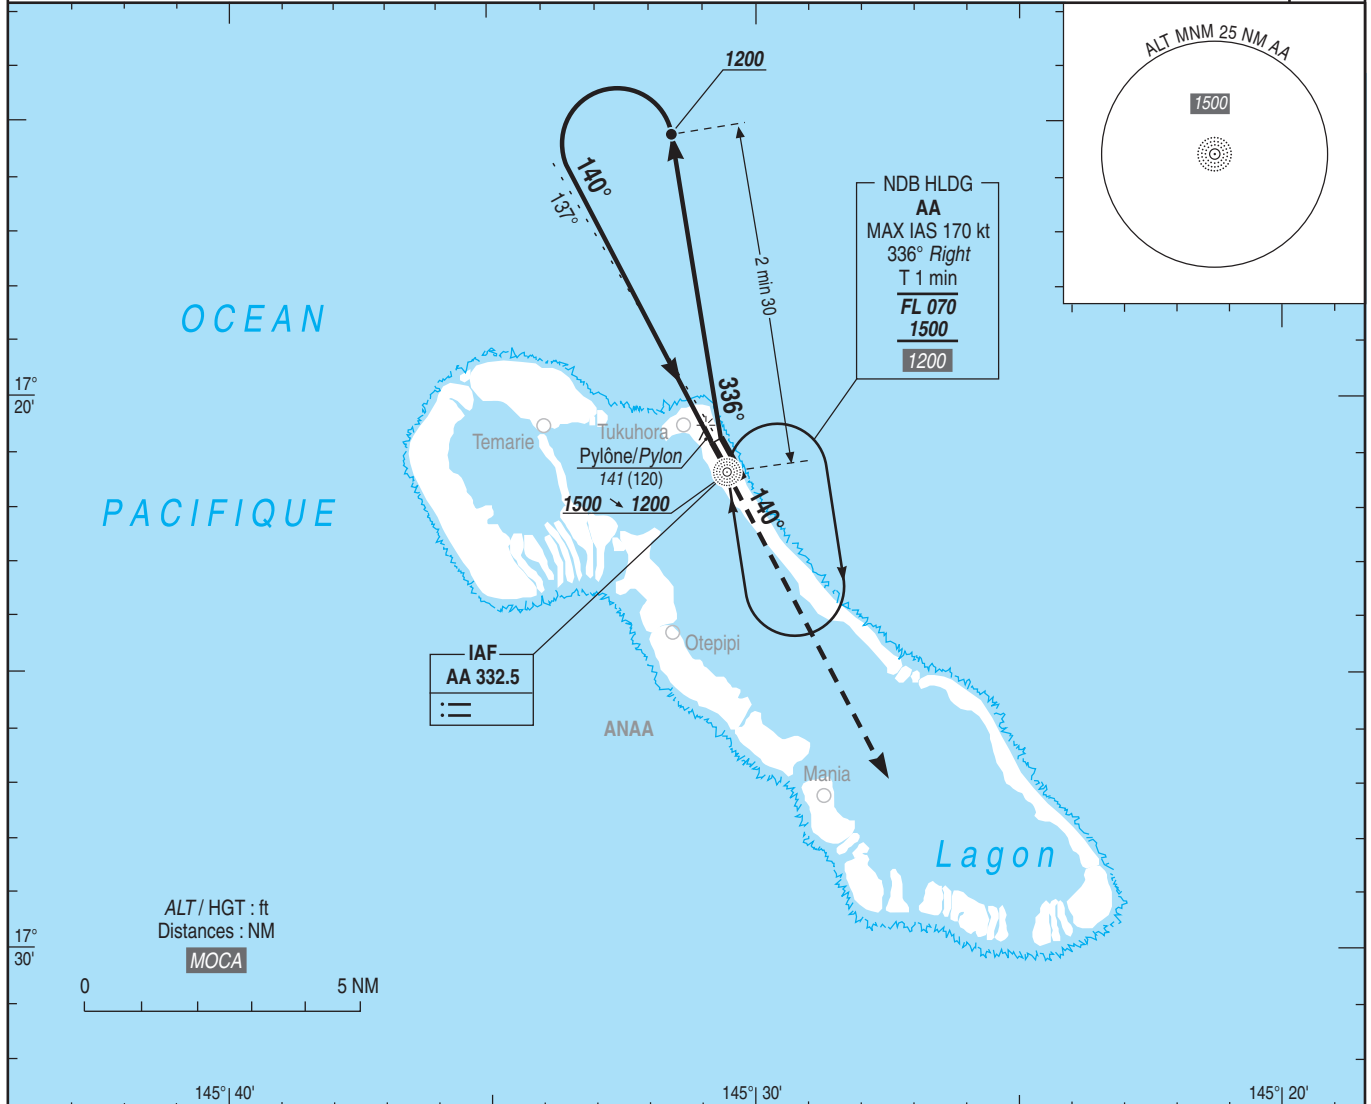 1200
ALT MNM 25 NM AA
1500
140°
137°
2 min 30
336°
140°
NDB HLDG
AA
MAX IAS 170 kt
336° Right
T 1 min
FL 070
1500
1200
OCEAN
PACIFIQUE
17°
20'
Temarie
Tukuhora
Pylône/Pylon
141 (120)
1500 ↘ 1200
IAF
AA 332.5
Otepipi
ANAA
Mania
Lagon
ALT / HGT : ft
Distances : NM
MOCA
0 5 NM
17°
30'
145° 40'
145° 30'
145° 20'